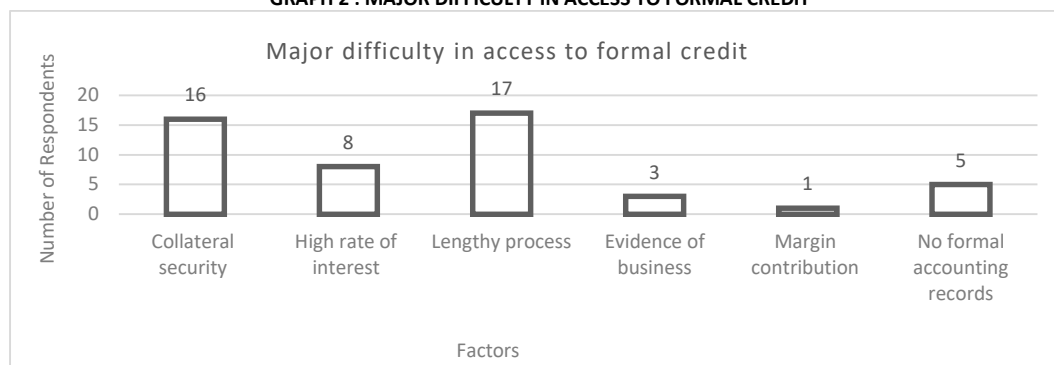 GRAPH 2 : MAJOR DIFFICULTY IN ACCESS TO FORMAL CREDIT
Major difficulty in access to formal credit
Number of Respondents
20
15
10
5
0
16
8
17
3
1
5
Collateral
security
High rate of
interest
Lengthy process
Evidence of
business
Margin
contribution
No formal
accounting
records
Factors